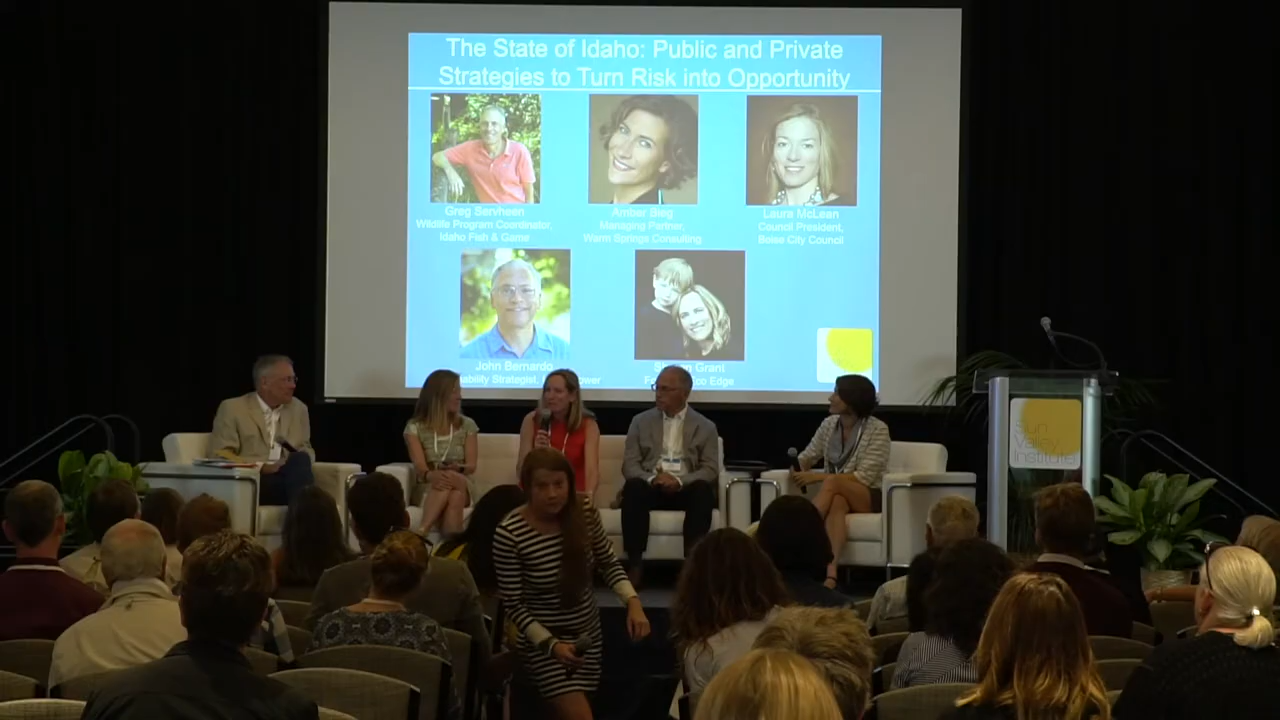 The State of Idaho: Public and Private
Strategies to Turn Risk into Opportunity
Greg Servheen
Wildlife Program Coordinator,
Idaho Fish & Game
Amber Bieg
Managing Partner,
Warm Springs Consulting
Laura McLean
Council President,
Boise City Council
John Bernardo
Strategist,
Grant
Edge
Sun
Valley
Institute